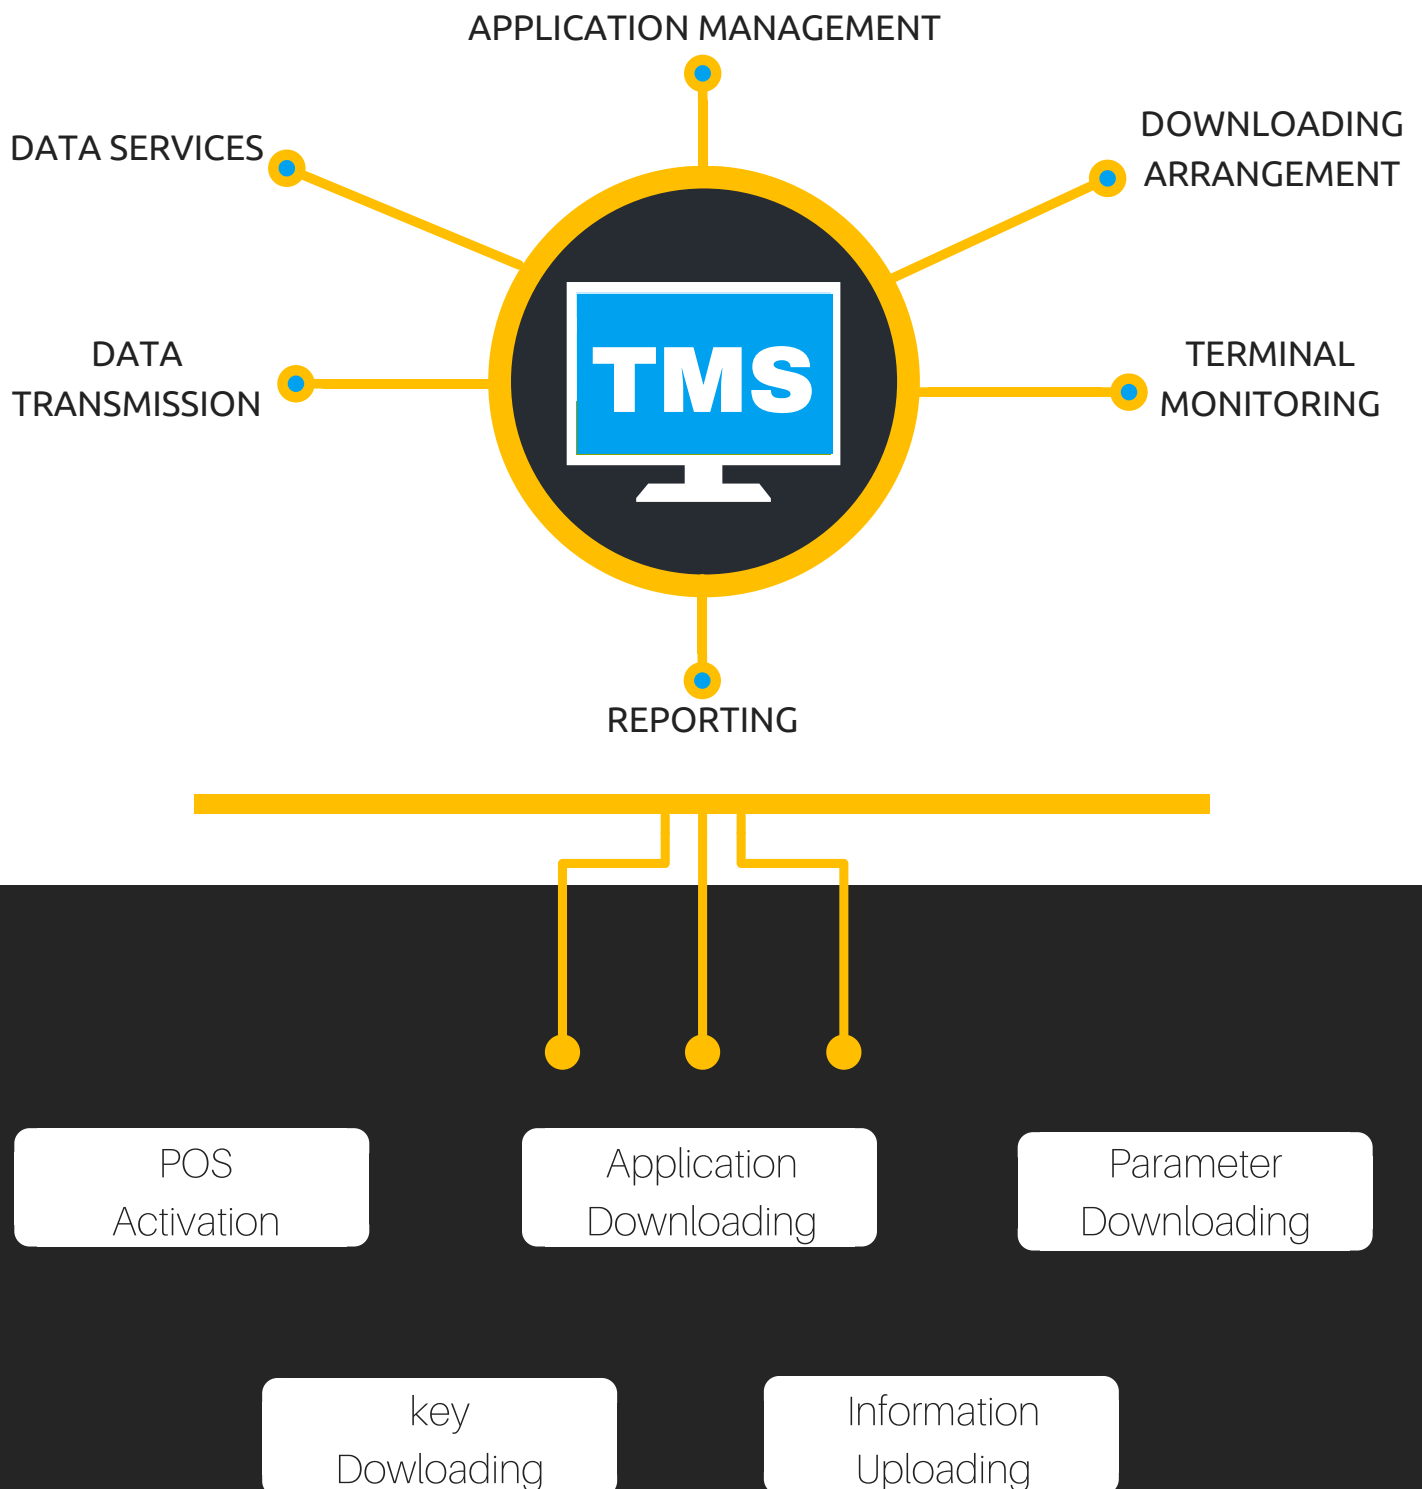 APPLICATION MANAGEMENT
DATA SERVICES
DOWNLOADING
ARRANGEMENT
DATA
TRANSMISSION
TMS
TERMINAL
MONITORING
REPORTING
POS
Activation
Application
Downloading
Parameter
Downloading
key
Dowloading
Information
Uploading